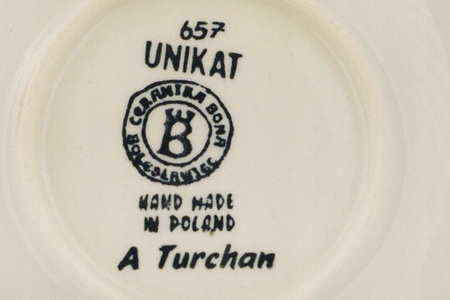 657
UNIKAT
CERAMIKA BONA
B
BOLESŁAWIEC
HAND MADE
IN POLAND
A Turchan